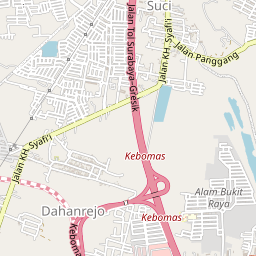 Suci
Jalan Tol Surabaya-Gresik
Jalan KH. Syafi'i
Jalan Panggang
Jalan KH. Syafi'i
Kebomas
Alam Bukit
Raya
Dahanrejo
Kebomas